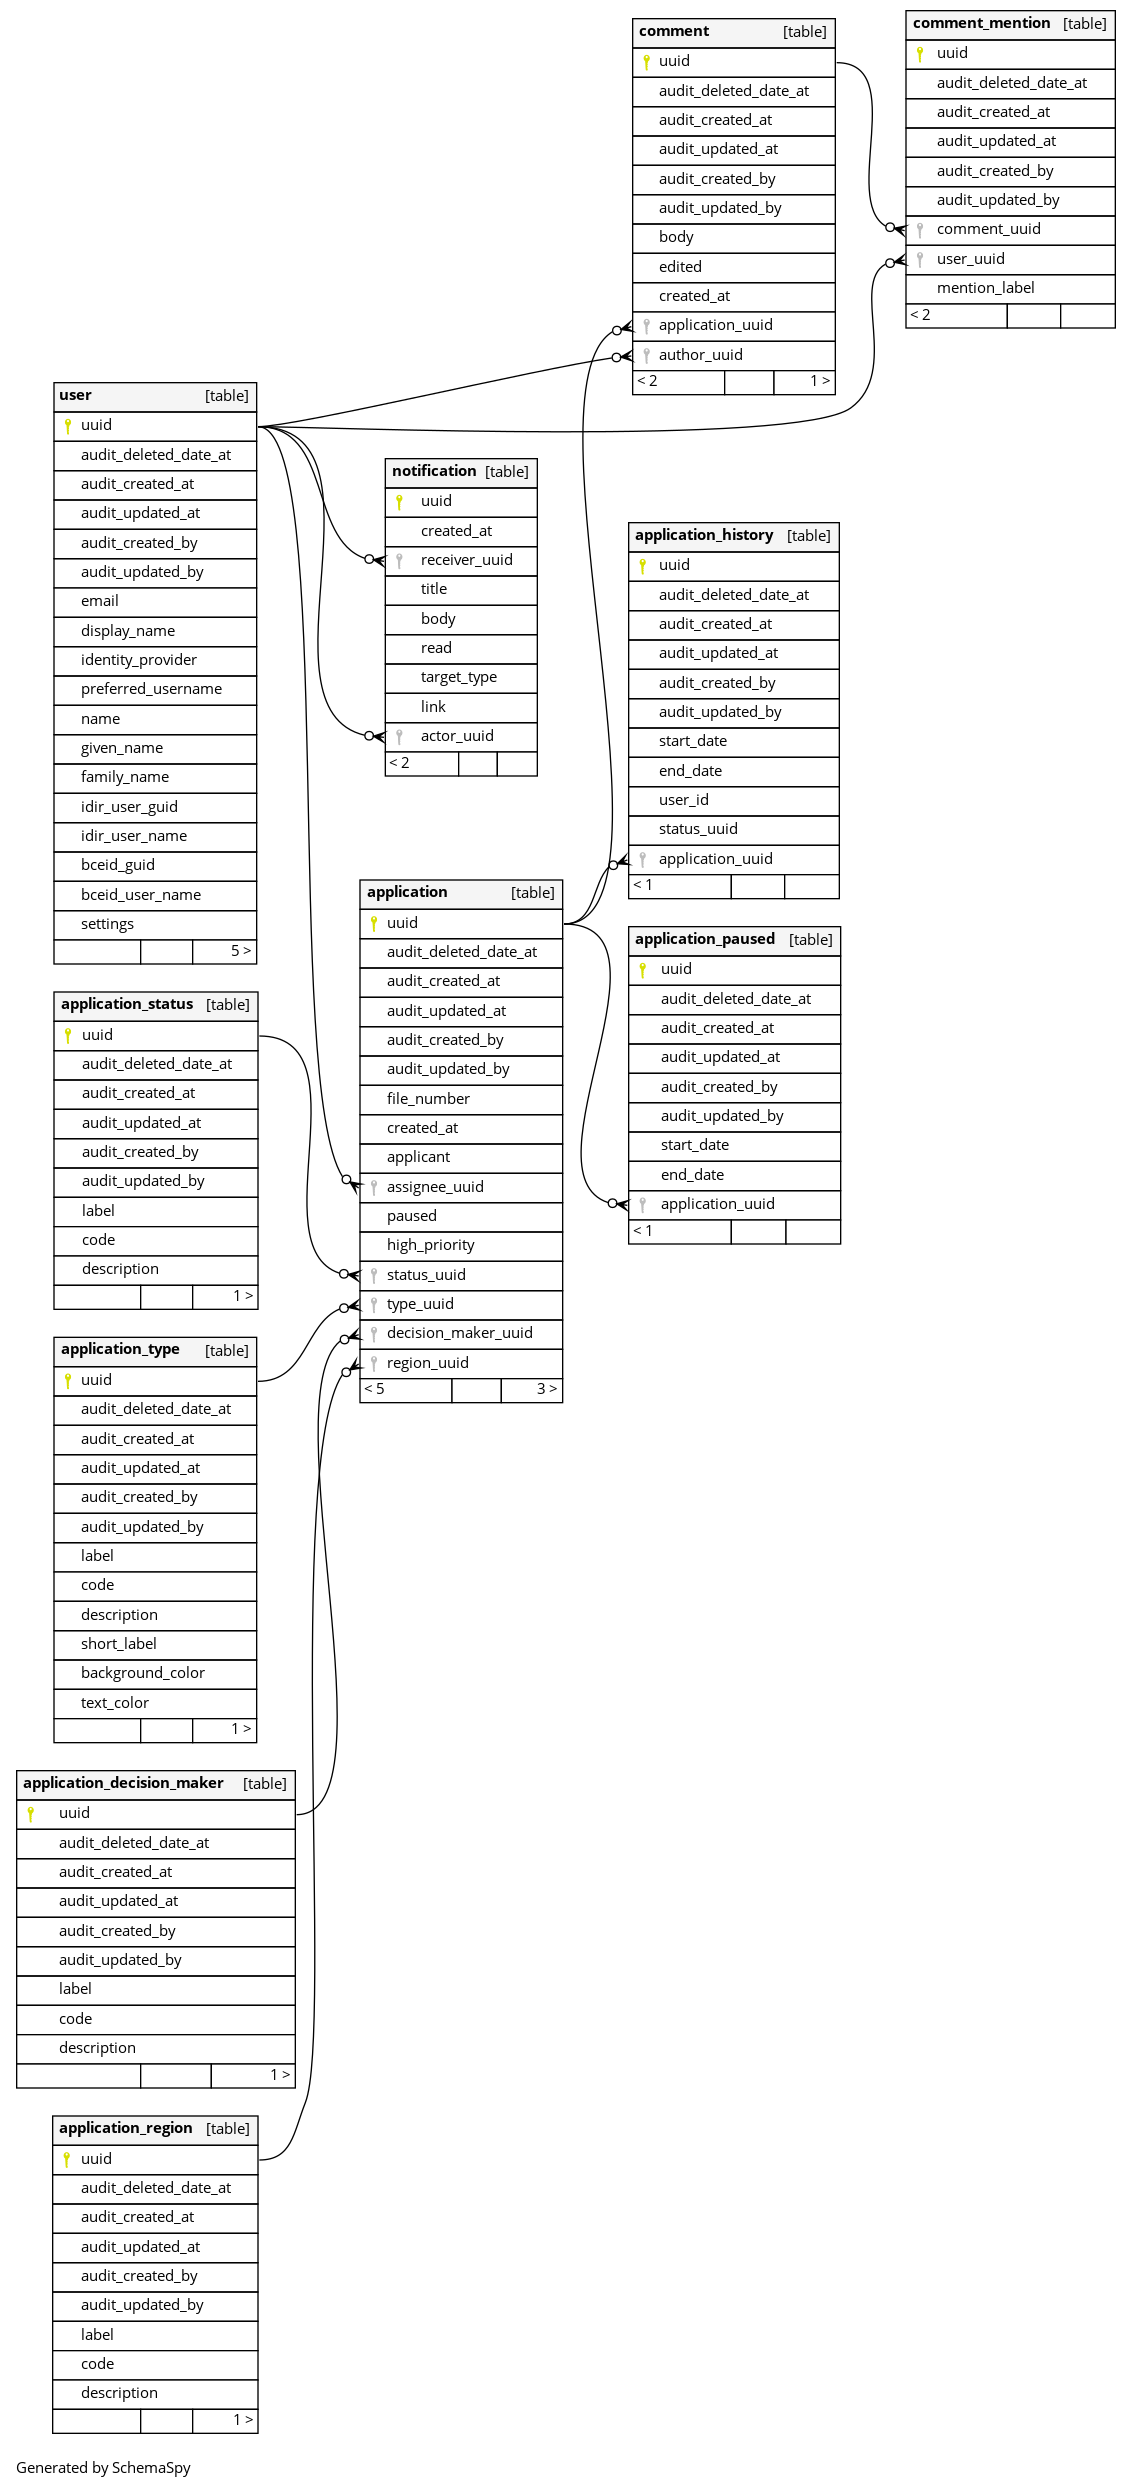 comment [table]
uuid
audit_deleted_date_at
audit_created_at
audit_updated_at
audit_created_by
audit_updated_by
body
edited
created_at
application_uuid
author_uuid
< 2 1 >
comment_mention [table]
uuid
audit_deleted_date_at
audit_created_at
audit_updated_at
audit_created_by
audit_updated_by
comment_uuid
user_uuid
mention_label
< 2
user [table]
uuid
audit_deleted_date_at
audit_created_at
audit_updated_at
audit_created_by
audit_updated_by
email
display_name
identity_provider
preferred_username
name
given_name
family_name
idir_user_guid
idir_user_name
bceid_guid
bceid_user_name
settings
5 >
notification [table]
uuid
created_at
receiver_uuid
title
body
read
target_type
link
actor_uuid
< 2
application_history [table]
uuid
audit_deleted_date_at
audit_created_at
audit_updated_at
audit_created_by
audit_updated_by
start_date
end_date
user_id
status_uuid
application_uuid
< 1
application [table]
uuid
audit_deleted_date_at
audit_created_at
audit_updated_at
audit_created_by
audit_updated_by
file_number
created_at
applicant
assignee_uuid
paused
high_priority
status_uuid
type_uuid
decision_maker_uuid
region_uuid
< 5 3 >
application_paused [table]
uuid
audit_deleted_date_at
audit_created_at
audit_updated_at
audit_created_by
audit_updated_by
start_date
end_date
application_uuid
< 1
application_status [table]
uuid
audit_deleted_date_at
audit_created_at
audit_updated_at
audit_created_by
audit_updated_by
label
code
description
1 >
application_type [table]
uuid
audit_deleted_date_at
audit_created_at
audit_updated_at
audit_created_by
audit_updated_by
label
code
description
short_label
background_color
text_color
1 >
application_decision_maker [table]
uuid
audit_deleted_date_at
audit_created_at
audit_updated_at
audit_created_by
audit_updated_by
label
code
description
1 >
application_region [table]
uuid
audit_deleted_date_at
audit_created_at
audit_updated_at
audit_created_by
audit_updated_by
label
code
description
1 >
Generated by SchemaSpy